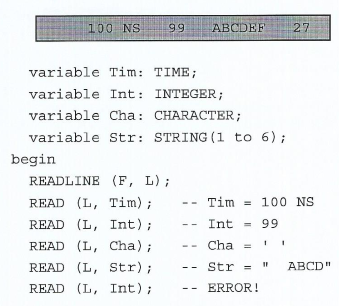 100 NS  99  ABCDEF  27
variable Tim: TIME;
variable Int: INTEGER;
variable Cha: CHARACTER;
variable Str: STRING(1 to 6);
begin
READLINE (F, L);
READ (L, Tim);  -- Tim = 100 NS
READ (L, Int);  -- Int = 99
READ (L, Cha);  -- Cha = ' '
READ (L, Str);  -- Str = "  ABCD"
READ (L, Int);  -- ERROR!